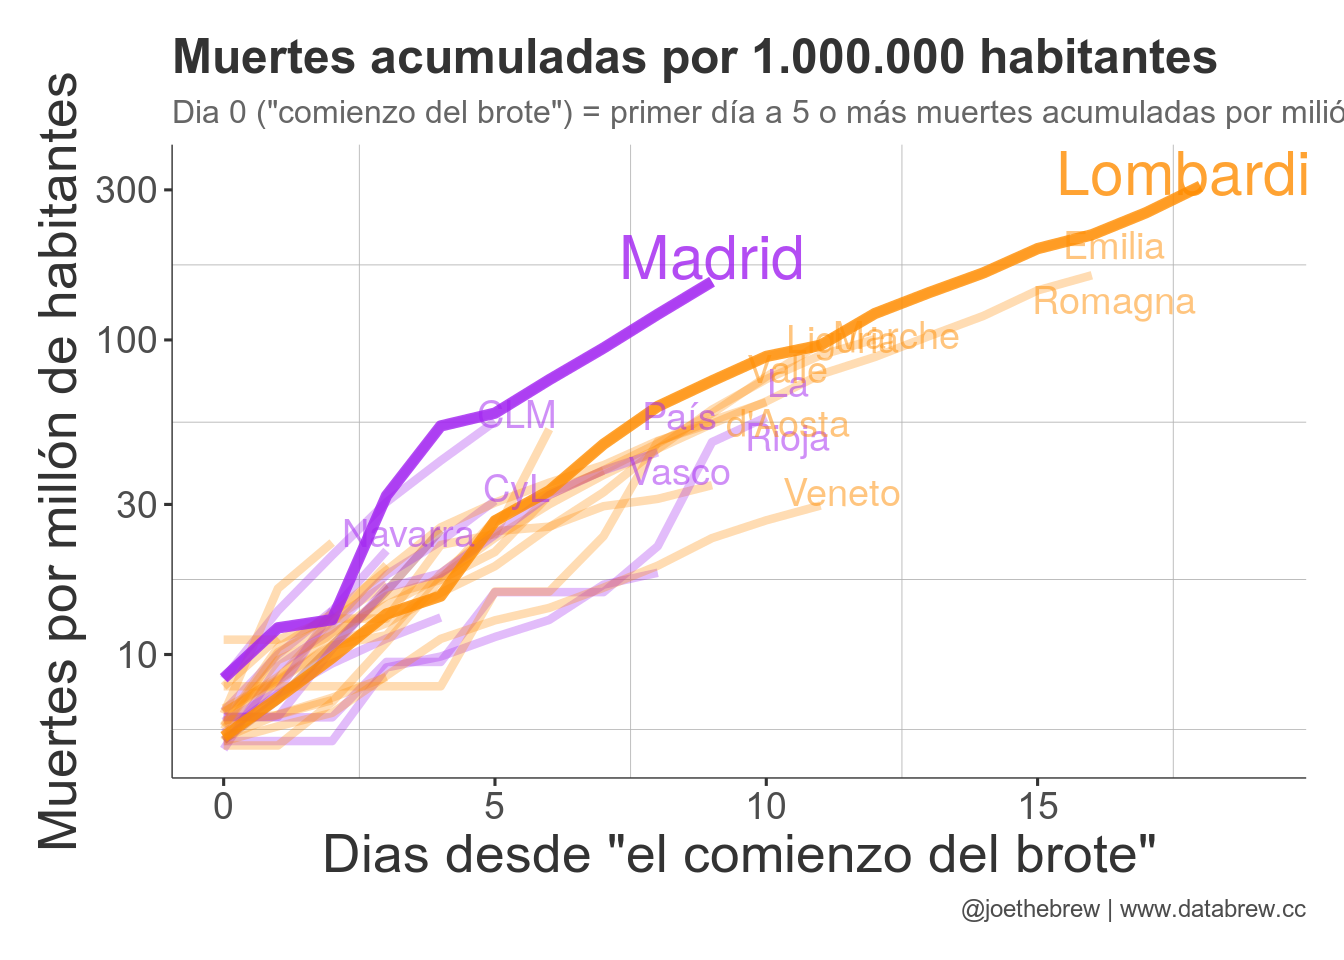 Muertes acumuladas por 1.000.000 habitantes
Dia 0 ("comienzo del brote") = primer día a 5 o más muertes acumuladas por milió
Muertes por millón de habitantes
300
100
30
10
Lombardi
Madrid
Emilia
Romagna
Marche
Liguria
Valle
d'Aosta
La
Rioja
País
Vasco
CLM
CyL
Veneto
Navarra
0
5
10
15
Dias desde "el comienzo del brote"
@joethebrew | www.databrew.cc